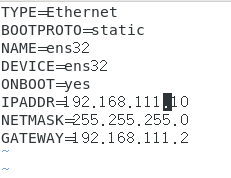 TYPE=Ethernet
BOOTPROTO=static
NAME=ens32
DEVICE=ens32
ONBOOT=yes
IPADDR=192.168.111.10
NETMASK=255.255.255.0
GATEWAY=192.168.111.2
~
~